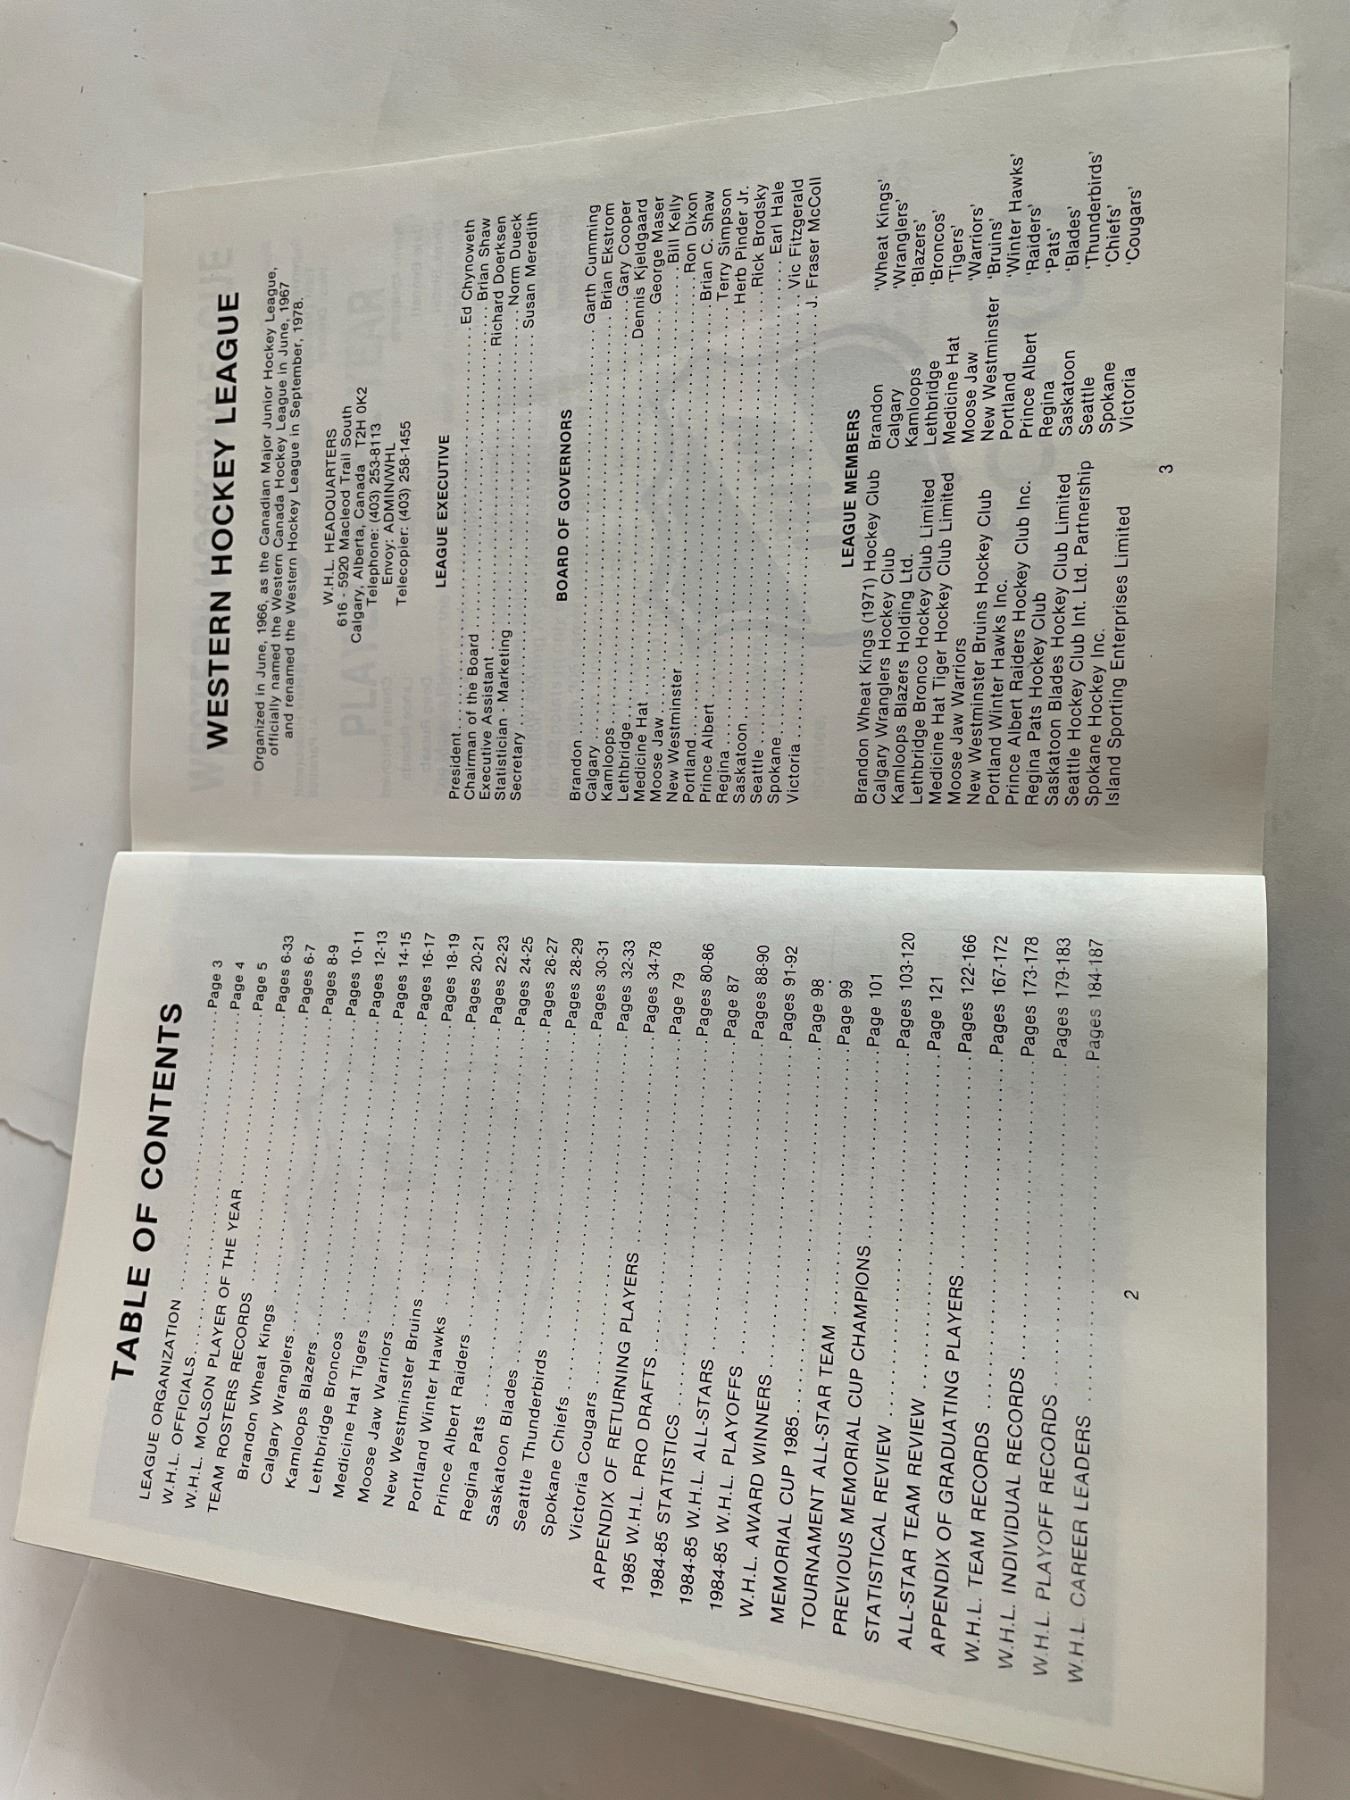 TABLE OF CONTENTS
LEAGUE ORGANIZATION ........ Page 3
W.H.L. OFFICIALS ........ Page 4
W.H.L. MOLSON PLAYER OF THE YEAR ........ Page 5
TEAM ROSTERS RECORDS ........ Pages 6-33
Brandon Wheat Kings ........ Pages 6-7
Calgary Wranglers ........ Pages 8-9
Kamloops Blazers ........ Pages 10-11
Lethbridge Broncos ........ Pages 12-13
Medicine Hat Tigers ........ Pages 14-15
Moose Jaw Warriors ........ Pages 16-17
New Westminster Bruins ........ Pages 18-19
Portland Winter Hawks ........ Pages 20-21
Prince Albert Raiders ........ Pages 22-23
Regina Pats ........ Pages 24-25
Saskatoon Blades ........ Pages 26-27
Seattle Thunderbirds ........ Pages 28-29
Spokane Chiefs ........ Pages 30-31
Victoria Cougars ........ Pages 32-33
APPENDIX OF RETURNING PLAYERS ........ Pages 34-78
1985 W.H.L. PRO DRAFTS ........ Page 79
1984-85 STATISTICS ........ Pages 80-86
1984-85 W.H.L. ALL-STARS ........ Page 87
1984-85 W.H.L. PLAYOFFS ........ Pages 88-90
W.H.L. AWARD WINNERS ........ Pages 91-92
MEMORIAL CUP 1985 ........ Page 98
TOURNAMENT ALL-STAR TEAM ........ Page 99
PREVIOUS MEMORIAL CUP CHAMPIONS ........ Page 101
STATISTICAL REVIEW ........ Pages 103-120
ALL-STAR TEAM REVIEW ........ Page 121
APPENDIX OF GRADUATING PLAYERS ........ Pages 122-166
W.H.L. TEAM RECORDS ........ Pages 167-172
W.H.L. INDIVIDUAL RECORDS ........ Pages 173-178
W.H.L. PLAYOFF RECORDS ........ Pages 179-183
W.H.L. CAREER LEADERS ........ Pages 184-187
2
WESTERN HOCKEY LEAGUE
Organized in June, 1966, as the Canadian Major Junior Hockey League,
officially named the Western Canada Hockey League in June, 1967
and renamed the Western Hockey League in September, 1978.
W.H.L. HEADQUARTERS
616 - 5920 Macleod Trail South
Calgary, Alberta, Canada T2H 0K2
Telephone: (403) 253-8113
Envoy: ADMIN/WHL
Telecopier: (403) 258-1455
LEAGUE EXECUTIVE
President ........ Ed Chynoweth
Chairman of the Board ........ Brian Shaw
Executive Assistant ........ Richard Doerksen
Statistician - Marketing ........ Norm Dueck
Secretary ........ Susan Meredith
BOARD OF GOVERNORS
Brandon ........ Garth Cumming
Calgary ........ Brian Ekstrom
Kamloops ........ Gary Cooper
Lethbridge ........ Dennis Kjeldgaard
Medicine Hat ........ George Maser
Moose Jaw ........ Bill Kelly
New Westminster ........ Ron Dixon
Portland ........ Brian C. Shaw
Prince Albert ........ Terry Simpson
Regina ........ Herb Pinder Jr.
Saskatoon ........ Rick Brodsky
Seattle ........ Earl Hale
Spokane ........ Vic Fitzgerald
Victoria ........ J. Fraser McColl
LEAGUE MEMBERS
Brandon Wheat Kings (1971) Hockey Club Brandon 'Wheat Kings'
Calgary Wranglers Hockey Club Calgary 'Wranglers'
Kamloops Blazers Holding Ltd. Kamloops 'Blazers'
Lethbridge Bronco Hockey Club Limited Lethbridge 'Broncos'
Medicine Hat Tiger Hockey Club Limited Medicine Hat 'Tigers'
Moose Jaw Warriors Moose Jaw 'Warriors'
New Westminster Bruins Hockey Club New Westminster 'Bruins'
Portland Winter Hawks Inc. Portland 'Winter Hawks'
Prince Albert Raiders Hockey Club Inc. Prince Albert 'Raiders'
Regina Pats Hockey Club Regina 'Pats'
Saskatoon Blades Hockey Club Limited Saskatoon 'Blades'
Seattle Hockey Club Int. Ltd. Partnership Seattle 'Thunderbirds'
Spokane Hockey Inc. Spokane 'Chiefs'
Island Sporting Enterprises Limited Victoria 'Cougars'
3